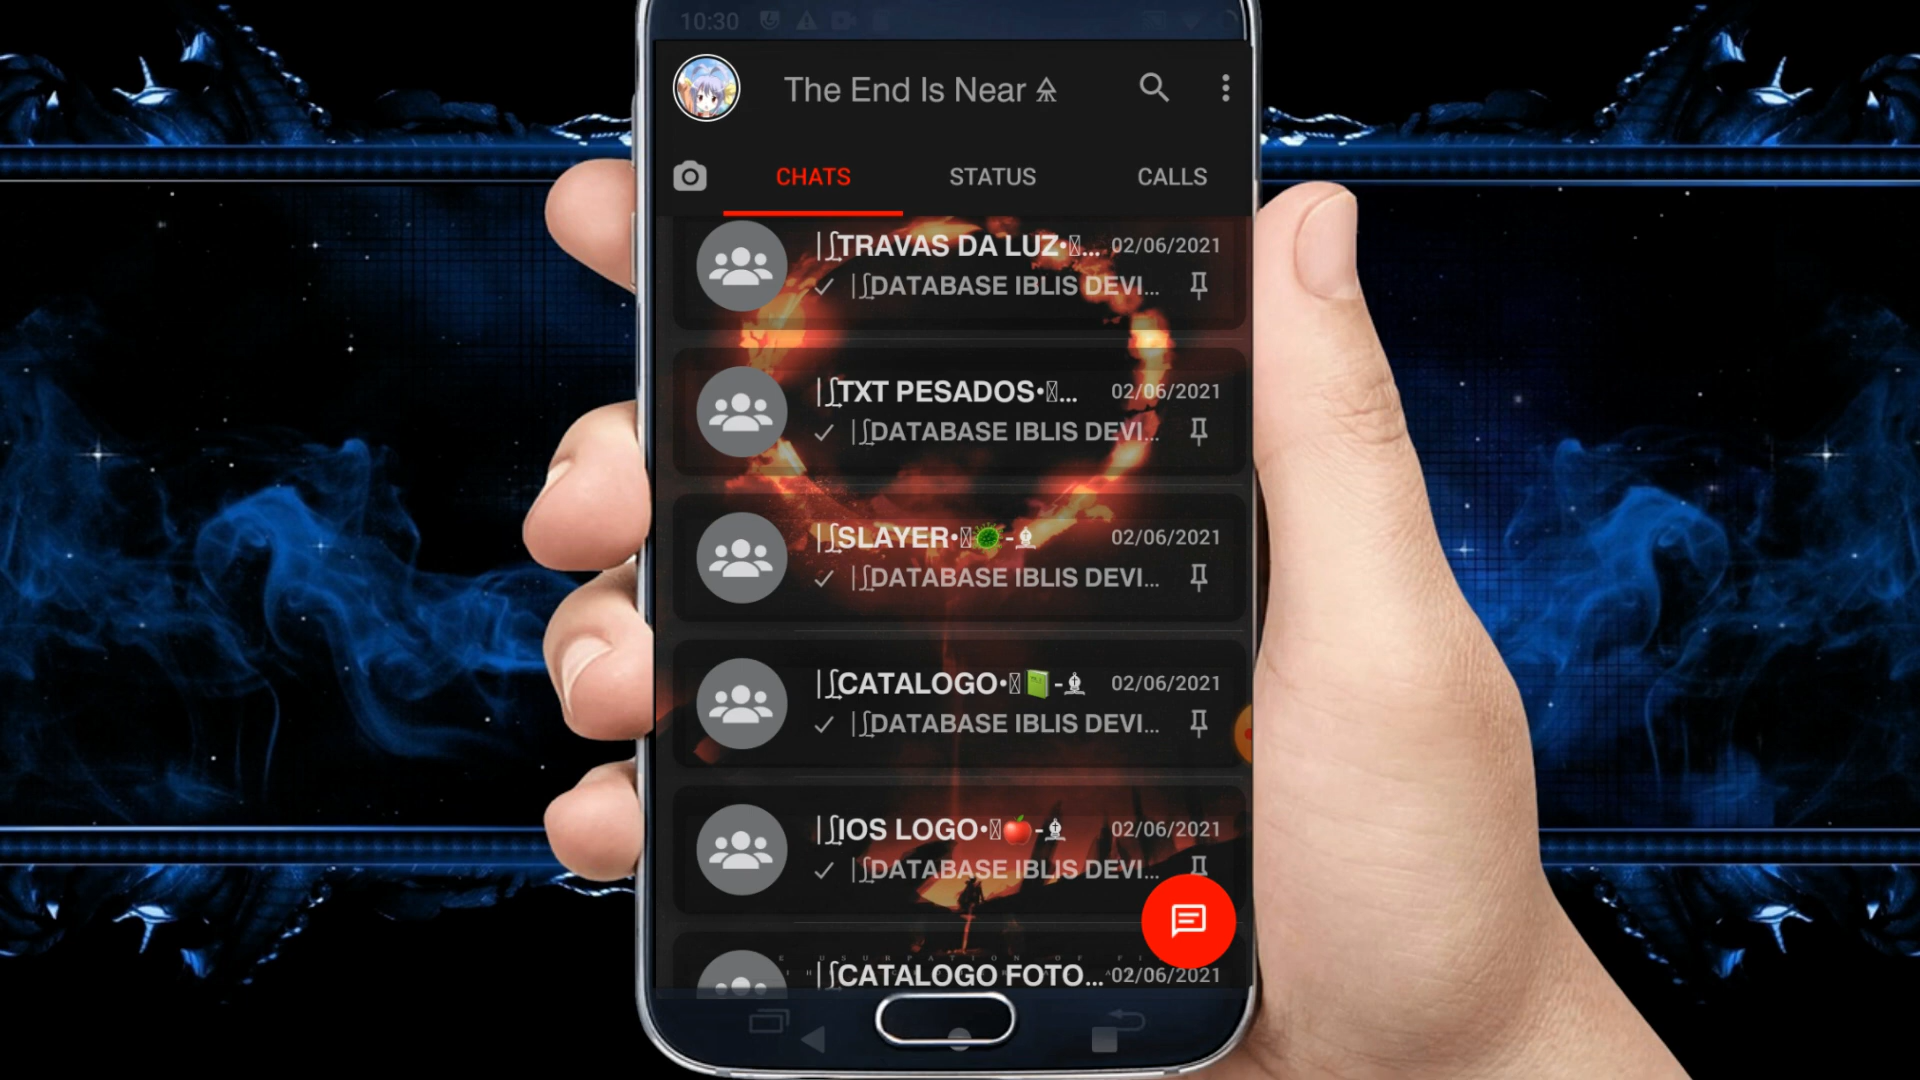 10:30
The End Is Near
CHATS STATUS CALLS
TRAVAS DA LUZ•... 02/06/2021
DATABASE IBLIS DEVI...
TXT PESADOS•... 02/06/2021
DATABASE IBLIS DEVI...
SLAYER•🦠- 02/06/2021
DATABASE IBLIS DEVI...
CATALOGO•📗- 02/06/2021
DATABASE IBLIS DEVI...
IOS LOGO•🍎- 02/06/2021
DATABASE IBLIS DEVI...
CATALOGO FOTO... 02/06/2021